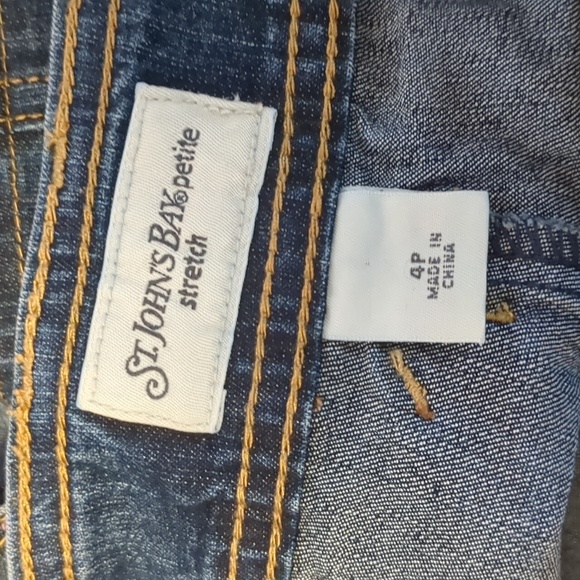 ST. JOHN'S BAY® petite
stretch
4P
MADE IN
CHINA